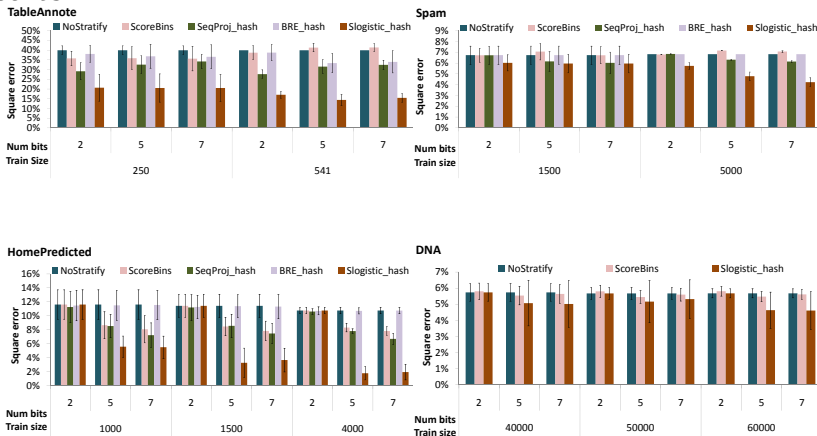 TableAnnote
NoStratify ScoreBins SeqProj_hash BRE_hash Slogistic_hash
Square error
50%
45%
40%
35%
30%
25%
20%
15%
10%
5%
0%
Num bits 2 5 7 2 5 7
Train Size 250 541
Spam
NoStratify ScoreBins SeqProj_hash BRE_hash Slogistic_hash
Square error
9%
8%
7%
6%
5%
4%
3%
2%
1%
0%
Num bits 2 5 7 2 5 7
Train size 1500 5000
HomePredicted
NoStratify ScoreBins SeqProj_hash BRE_hash Slogistic_hash
Square error
16%
14%
12%
10%
8%
6%
4%
2%
0%
Num bits 2 5 7 2 5 7 2 5 7
Train size 1000 1500 4000
DNA
NoStratify ScoreBins Slogistic_hash
Square error
7%
6%
5%
4%
3%
2%
1%
0%
Num bits 2 5 7 2 5 7 2 5 7
Train size 40000 50000 60000